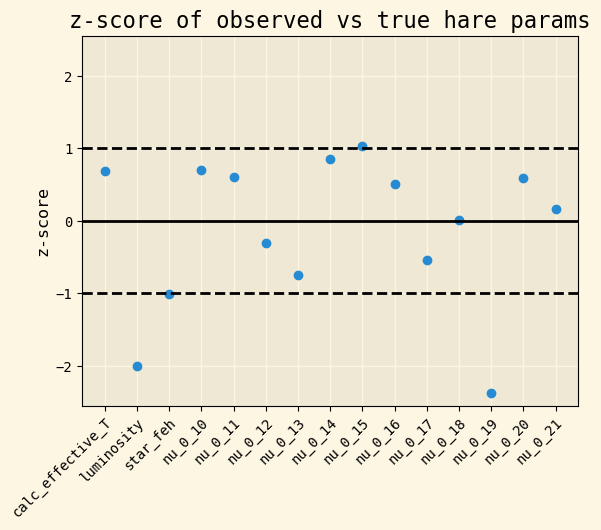 z-score of observed vs true hare params
z-score
2
1
0
−1
−2
calc_effective_T
luminosity
star_feh
nu_0_10
nu_0_11
nu_0_12
nu_0_13
nu_0_14
nu_0_15
nu_0_16
nu_0_17
nu_0_18
nu_0_19
nu_0_20
nu_0_21